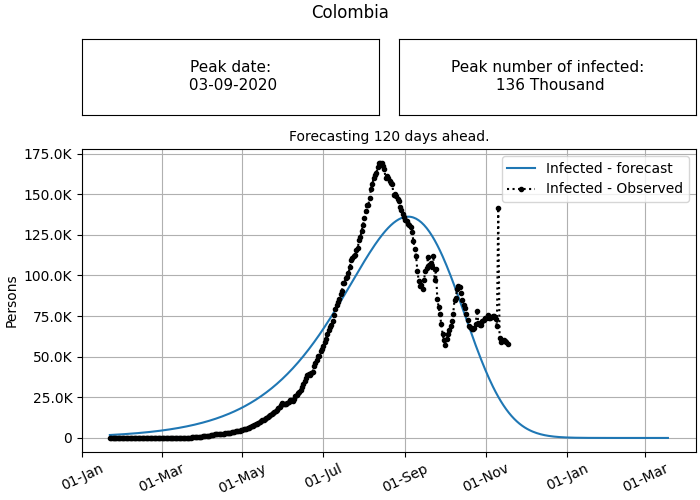 Colombia
Peak date:
03-09-2020
Peak number of infected:
136 Thousand
Forecasting 120 days ahead.
Infected - forecast
Infected - Observed
Persons
175.0K
150.0K
125.0K
100.0K
75.0K
50.0K
25.0K
0
01-Jan
01-Mar
01-May
01-Jul
01-Sep
01-Nov
01-Jan
01-Mar